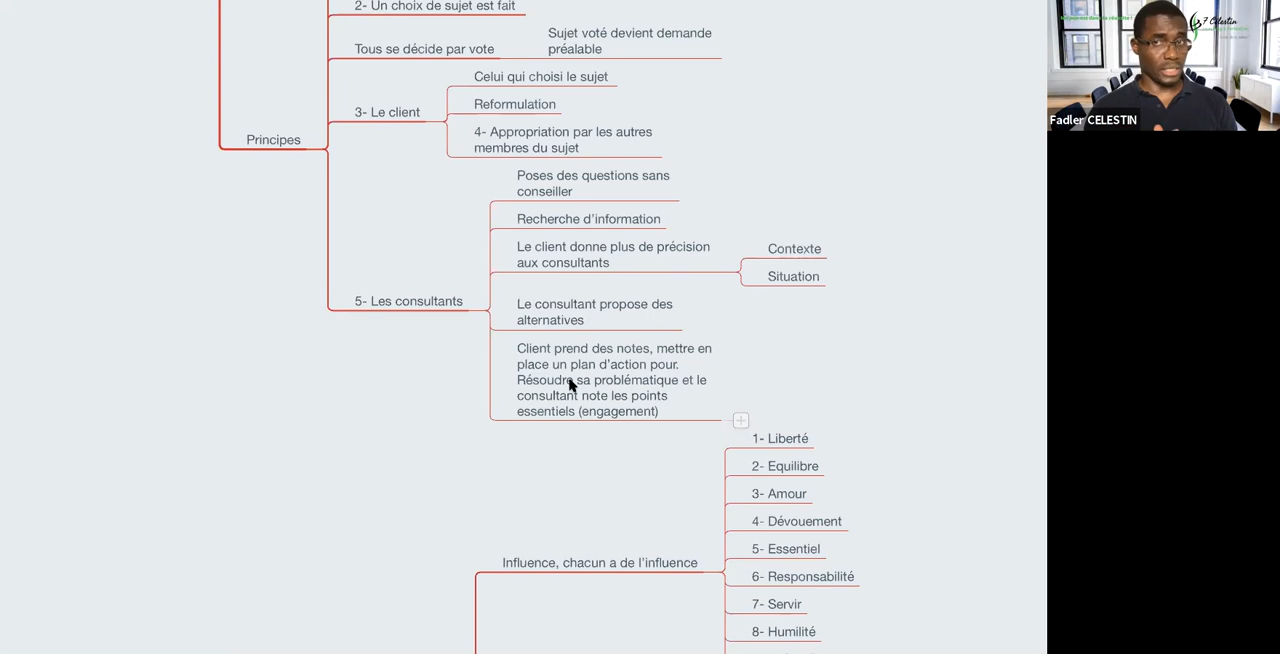 2- Un choix de sujet est fait
Tous se décide par vote
Sujet voté devient demande
préalable
3- Le client
Celui qui choisi le sujet
Reformulation
4- Appropriation par les autres
membres du sujet
Principes
5- Les consultants
Poses des questions sans
conseiller
Recherche d'information
Le client donne plus de précision
aux consultants
Contexte
Situation
Le consultant propose des
alternatives
Client prend des notes, mettre en
place un plan d'action pour.
Résoudre sa problématique et le
consultant note les points
essentiels (engagement)
Influence, chacun a de l'influence
1- Liberté
2- Equilibre
3- Amour
4- Dévouement
5- Essentiel
6- Responsabilité
7- Servir
8- Humilité
7 Célestin
Fadler CELESTIN